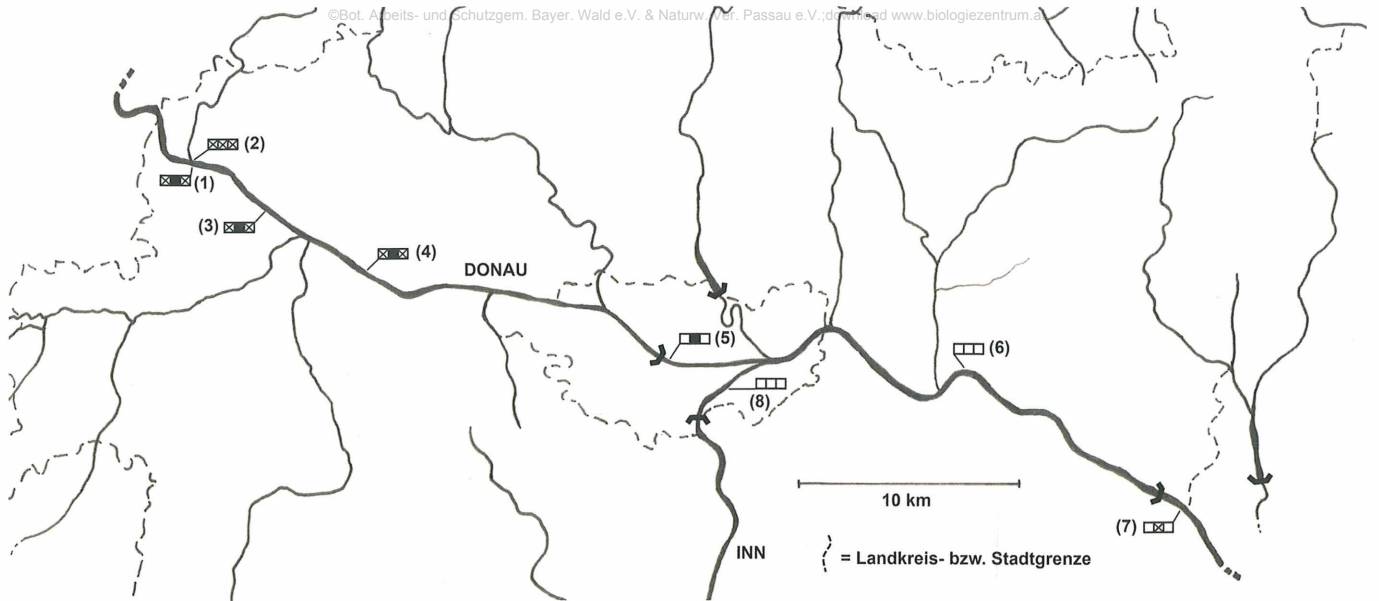 ©Bot. Arbeits- und Schutzgem. Bayer. Wald e.V. & Naturw. Ver. Passau e.V.;download www.biologiezentrum.a
(2)
(1)
(3)
(4)
DONAU
(5)
(6)
(8)
10 km
(7)
INN
= Landkreis- bzw. Stadtgrenze